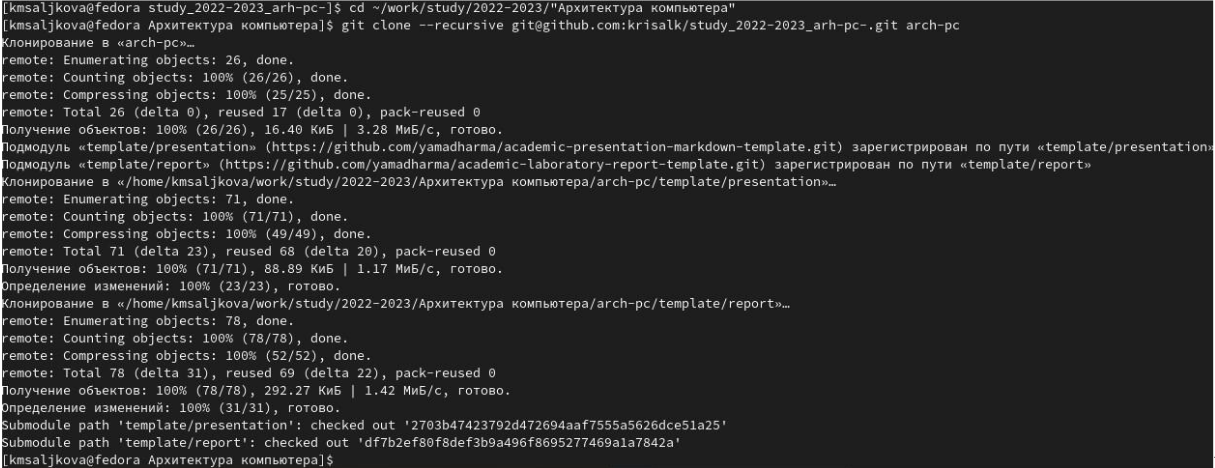 [kmsaljkova@fedora study_2022-2023_arh-pc-]$ cd ~/work/study/2022-2023/"Архитектура компьютера"
[kmsaljkova@fedora Архитектура компьютера]$ git clone --recursive git@github.com:krisalk/study_2022-2023_arh-pc-.git arch-pc
Клонирование в «arch-pc»…
remote: Enumerating objects: 26, done.
remote: Counting objects: 100% (26/26), done.
remote: Compressing objects: 100% (25/25), done.
remote: Total 26 (delta 0), reused 17 (delta 0), pack-reused 0
Получение объектов: 100% (26/26), 16.40 КиБ | 3.28 МиБ/с, готово.
Подмодуль «template/presentation» (https://github.com/yamadharma/academic-presentation-markdown-template.git) зарегистрирован по пути «template/presentation»
Подмодуль «template/report» (https://github.com/yamadharma/academic-laboratory-report-template.git) зарегистрирован по пути «template/report»
Клонирование в «/home/kmsaljkova/work/study/2022-2023/Архитектура компьютера/arch-pc/template/presentation»…
remote: Enumerating objects: 71, done.
remote: Counting objects: 100% (71/71), done.
remote: Compressing objects: 100% (49/49), done.
remote: Total 71 (delta 23), reused 68 (delta 20), pack-reused 0
Получение объектов: 100% (71/71), 88.89 КиБ | 1.17 МиБ/с, готово.
Определение изменений: 100% (23/23), готово.
Клонирование в «/home/kmsaljkova/work/study/2022-2023/Архитектура компьютера/arch-pc/template/report»…
remote: Enumerating objects: 78, done.
remote: Counting objects: 100% (78/78), done.
remote: Compressing objects: 100% (52/52), done.
remote: Total 78 (delta 31), reused 69 (delta 22), pack-reused 0
Получение объектов: 100% (78/78), 292.27 КиБ | 1.42 МиБ/с, готово.
Определение изменений: 100% (31/31), готово.
Submodule path 'template/presentation': checked out '2703b47423792d472694aaf7555a5626dce51a25'
Submodule path 'template/report': checked out 'df7b2ef80f8def3b9a496f8695277469a1a7842a'
[kmsaljkova@fedora Архитектура компьютера]$